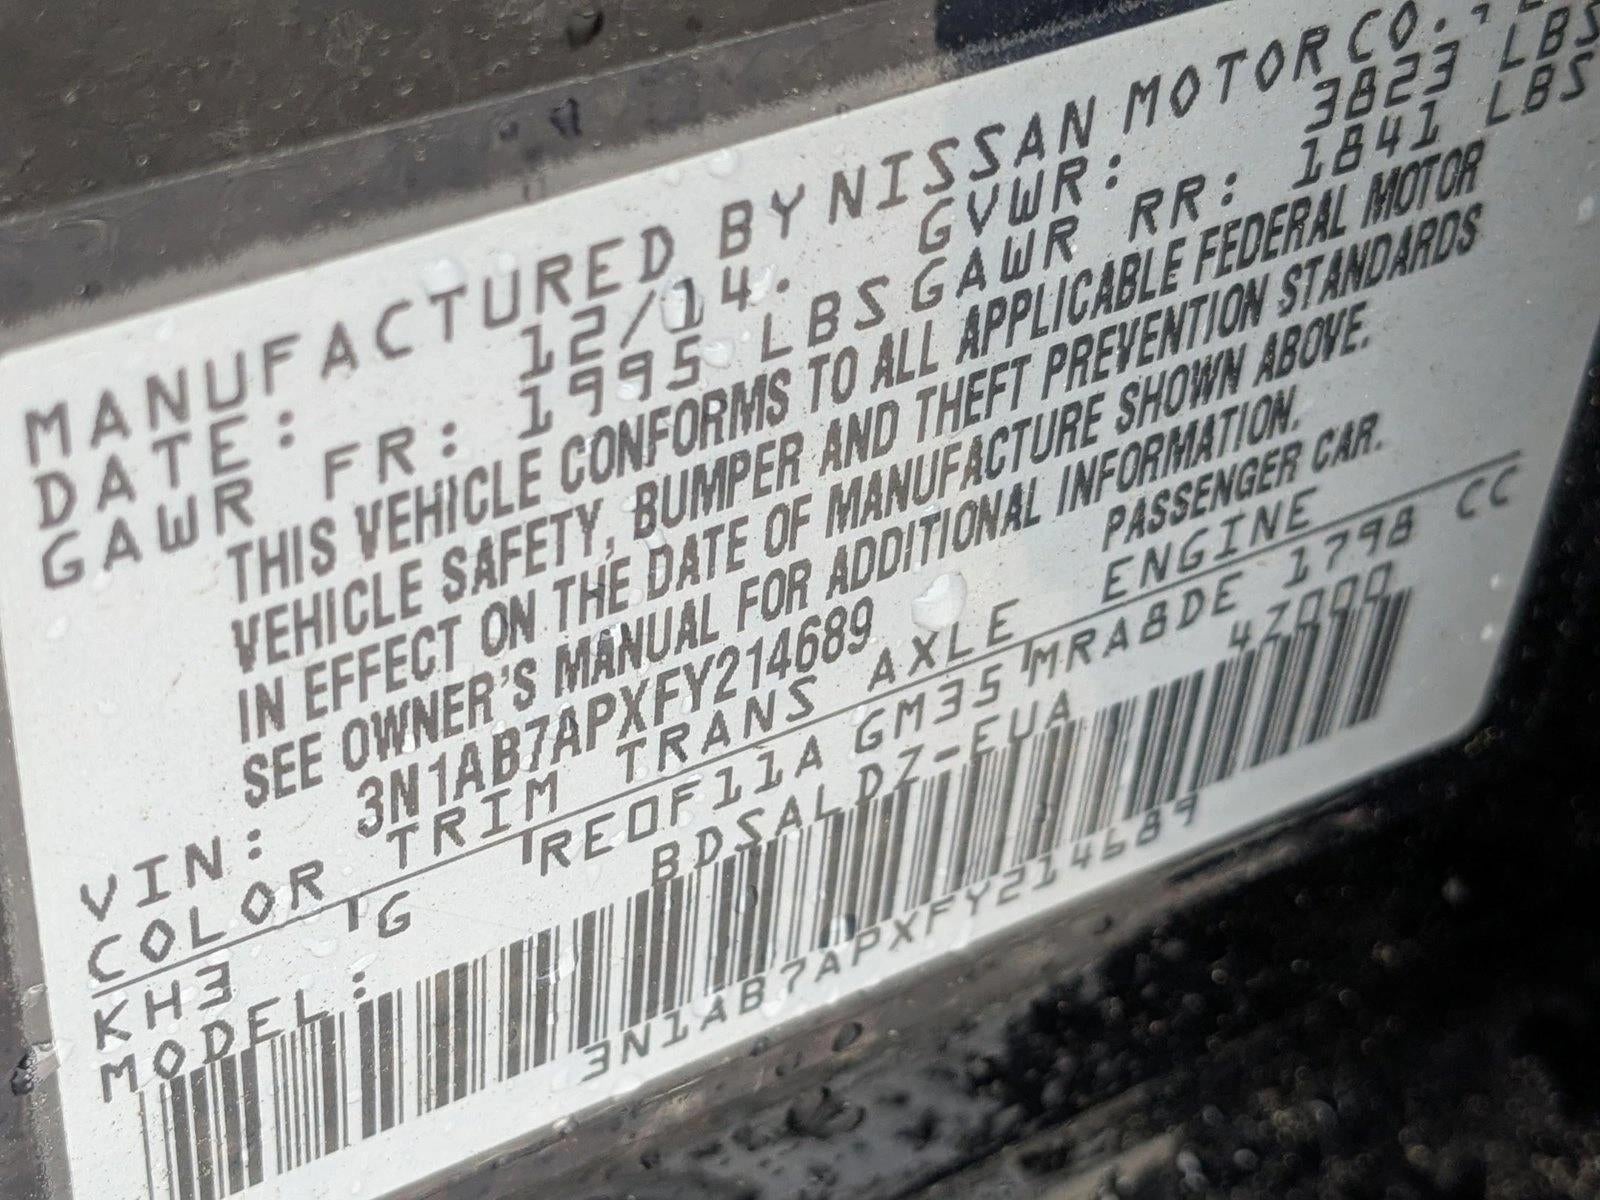 MANUFACTURED BY NISSAN MOTOR CO.,
DATE: 12/14. GVWR: 3823 LBS
GAWR FR: 1995 LBS GAWR RR: 1841 LBS
THIS VEHICLE CONFORMS TO ALL APPLICABLE FEDERAL MOTOR
VEHICLE SAFETY, BUMPER AND THEFT PREVENTION STANDARDS
IN EFFECT ON THE DATE OF MANUFACTURE SHOWN ABOVE.
SEE OWNER'S MANUAL FOR ADDITIONAL INFORMATION.
VIN: 3N1AB7APXFY214689 PASSENGER CAR.
COLOR TRIM TRANS AXLE ENGINE
KH3 G RE0F11A GM35 MRA8DE 1798 CC
MODEL: BDSALDZ-EUA 47000
3N1AB7APXFY214689